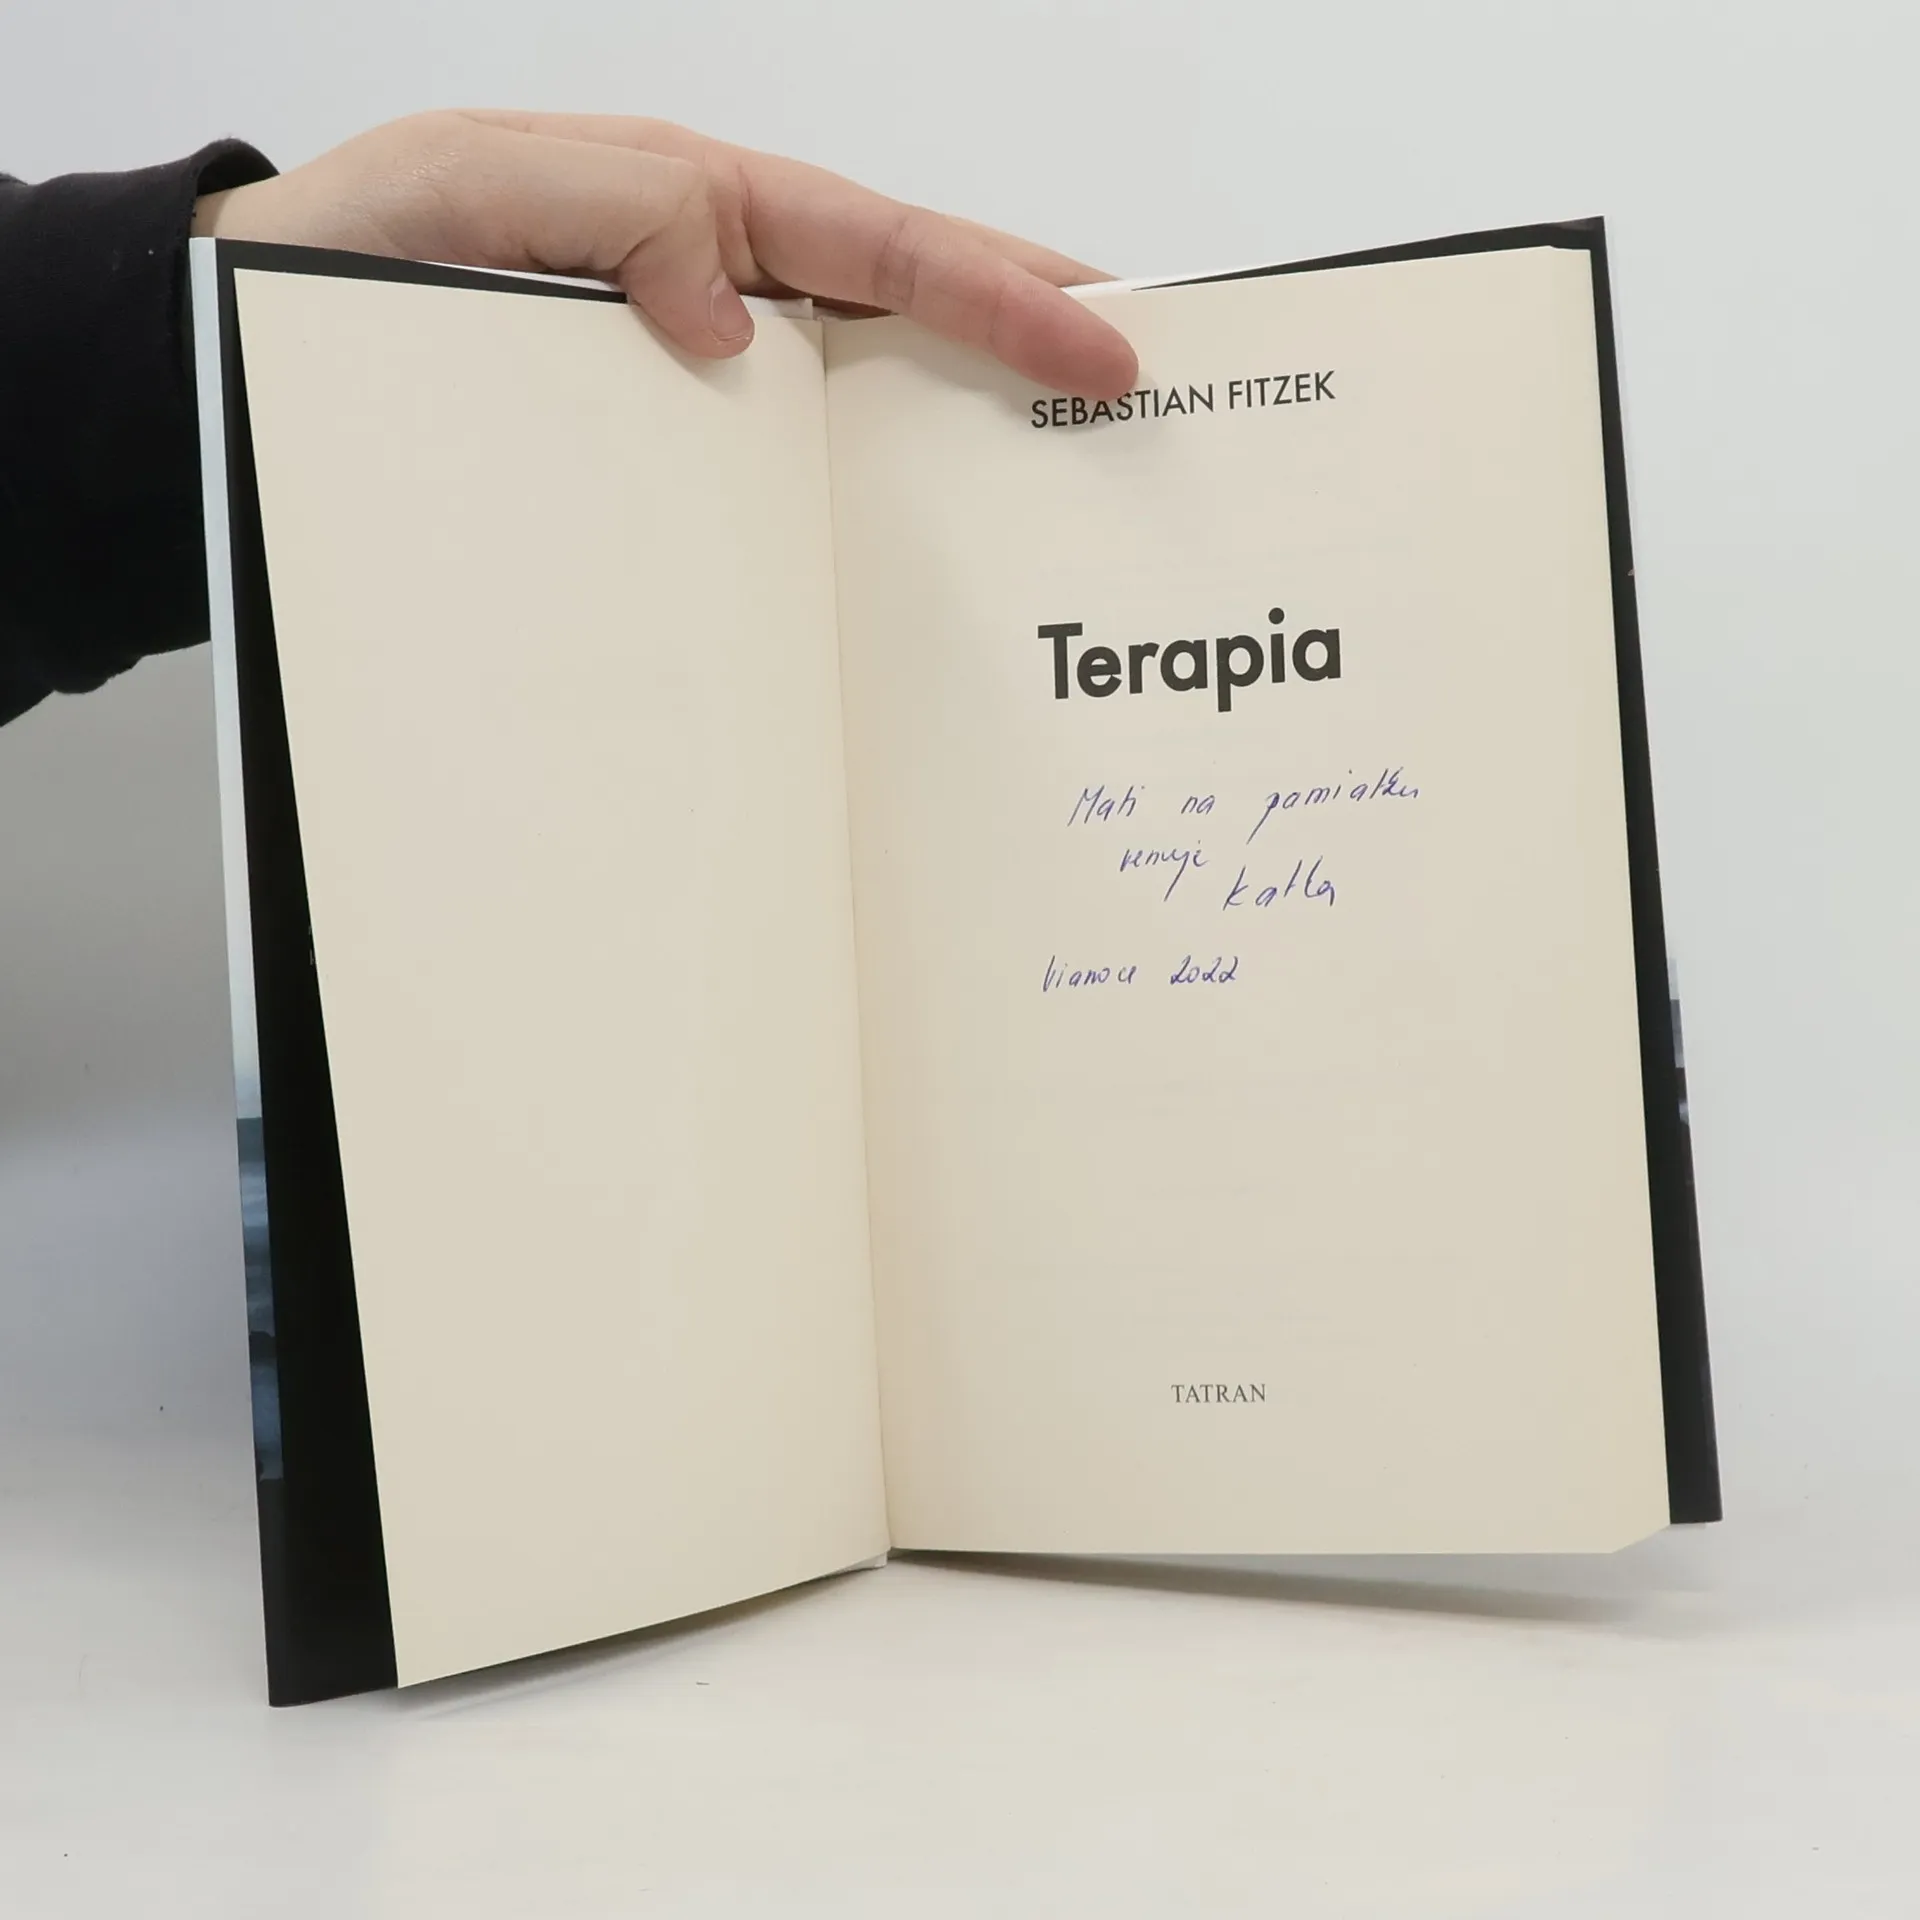 SEBASTIAN FITZEK
Terapia
Mati na pamiatku
venuje
Katka
Vianoce 2022
TATRAN